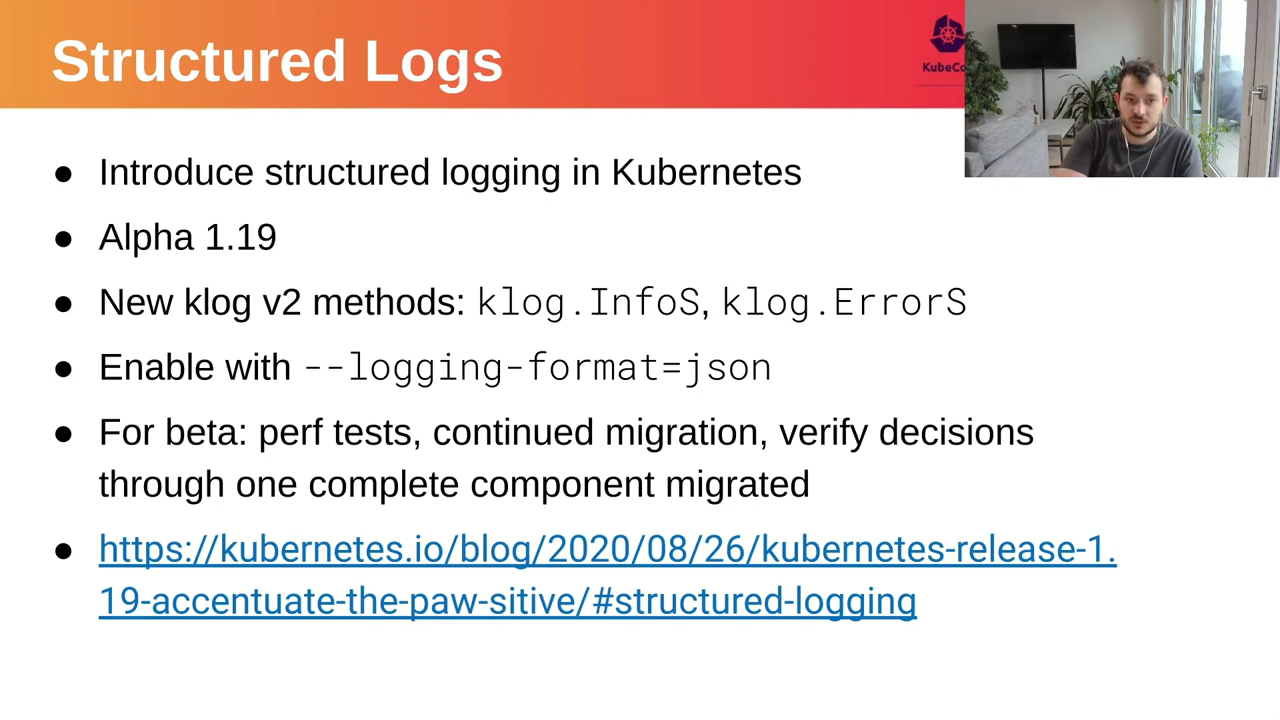 Structured Logs
● Introduce structured logging in Kubernetes
● Alpha 1.19
● New klog v2 methods: klog.InfoS, klog.ErrorS
● Enable with --logging-format=json
● For beta: perf tests, continued migration, verify decisions
through one complete component migrated
● https://kubernetes.io/blog/2020/08/26/kubernetes-release-1.
19-accentuate-the-paw-sitive/#structured-logging